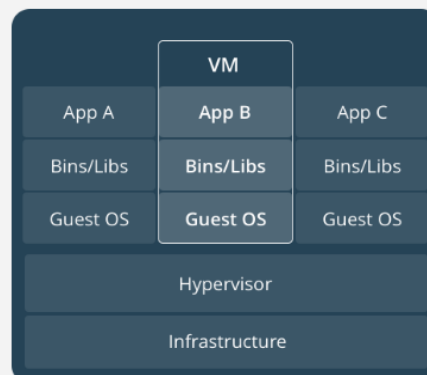 VM
App A App B App C
Bins/Libs Bins/Libs Bins/Libs
Guest OS Guest OS Guest OS
Hypervisor
Infrastructure